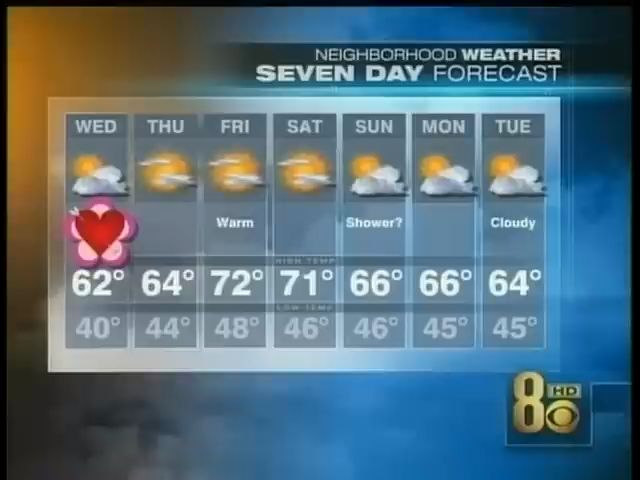 NEIGHBORHOOD WEATHER
SEVEN DAY FORECAST
WED THU FRI SAT SUN MON TUE
Warm Shower? Cloudy
HIGH TEMP
62° 64° 72° 71° 66° 66° 64°
LOW TEMP
40° 44° 48° 46° 46° 45° 45°
8 HD